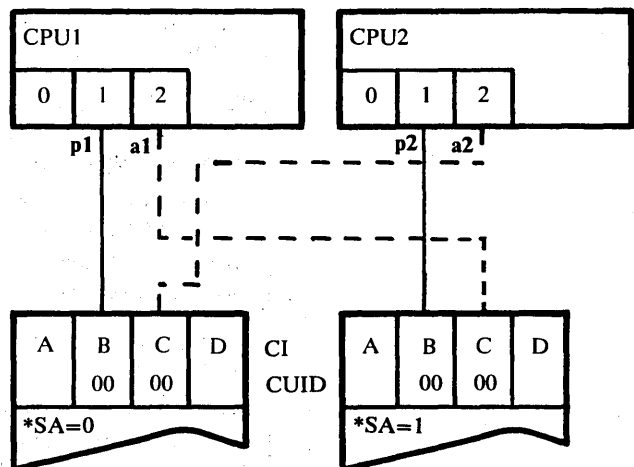 CPU1 CPU2
0 1 2 0 1 2
p1 a1 p2 a2
A B C D CI A B C D
00 00 CUID 00 00
*SA=0 *SA=1